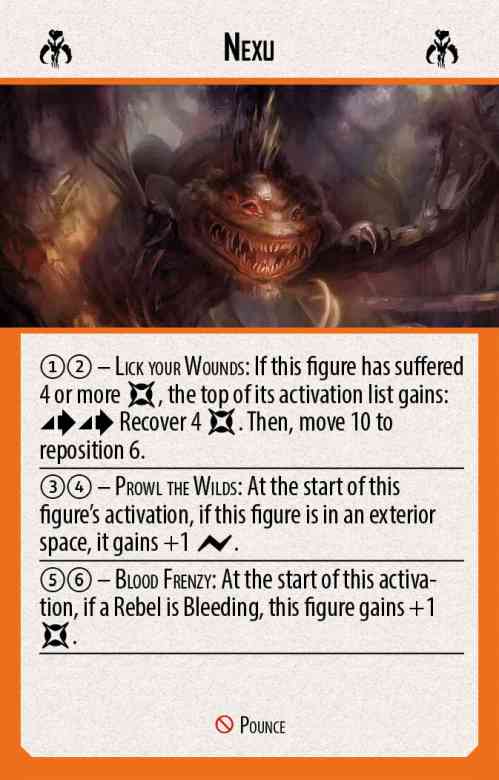 Nexu
①② – Lick your Wounds: If this figure has suffered
4 or more , the top of its activation list gains:
Recover 4 . Then, move 10 to
reposition 6.
③④ – Prowl the Wilds: At the start of this
figure's activation, if this figure is in an exterior
space, it gains +1 .
⑤⑥ – Blood Frenzy: At the start of this activa-
tion, if a Rebel is Bleeding, this figure gains +1
.
Pounce